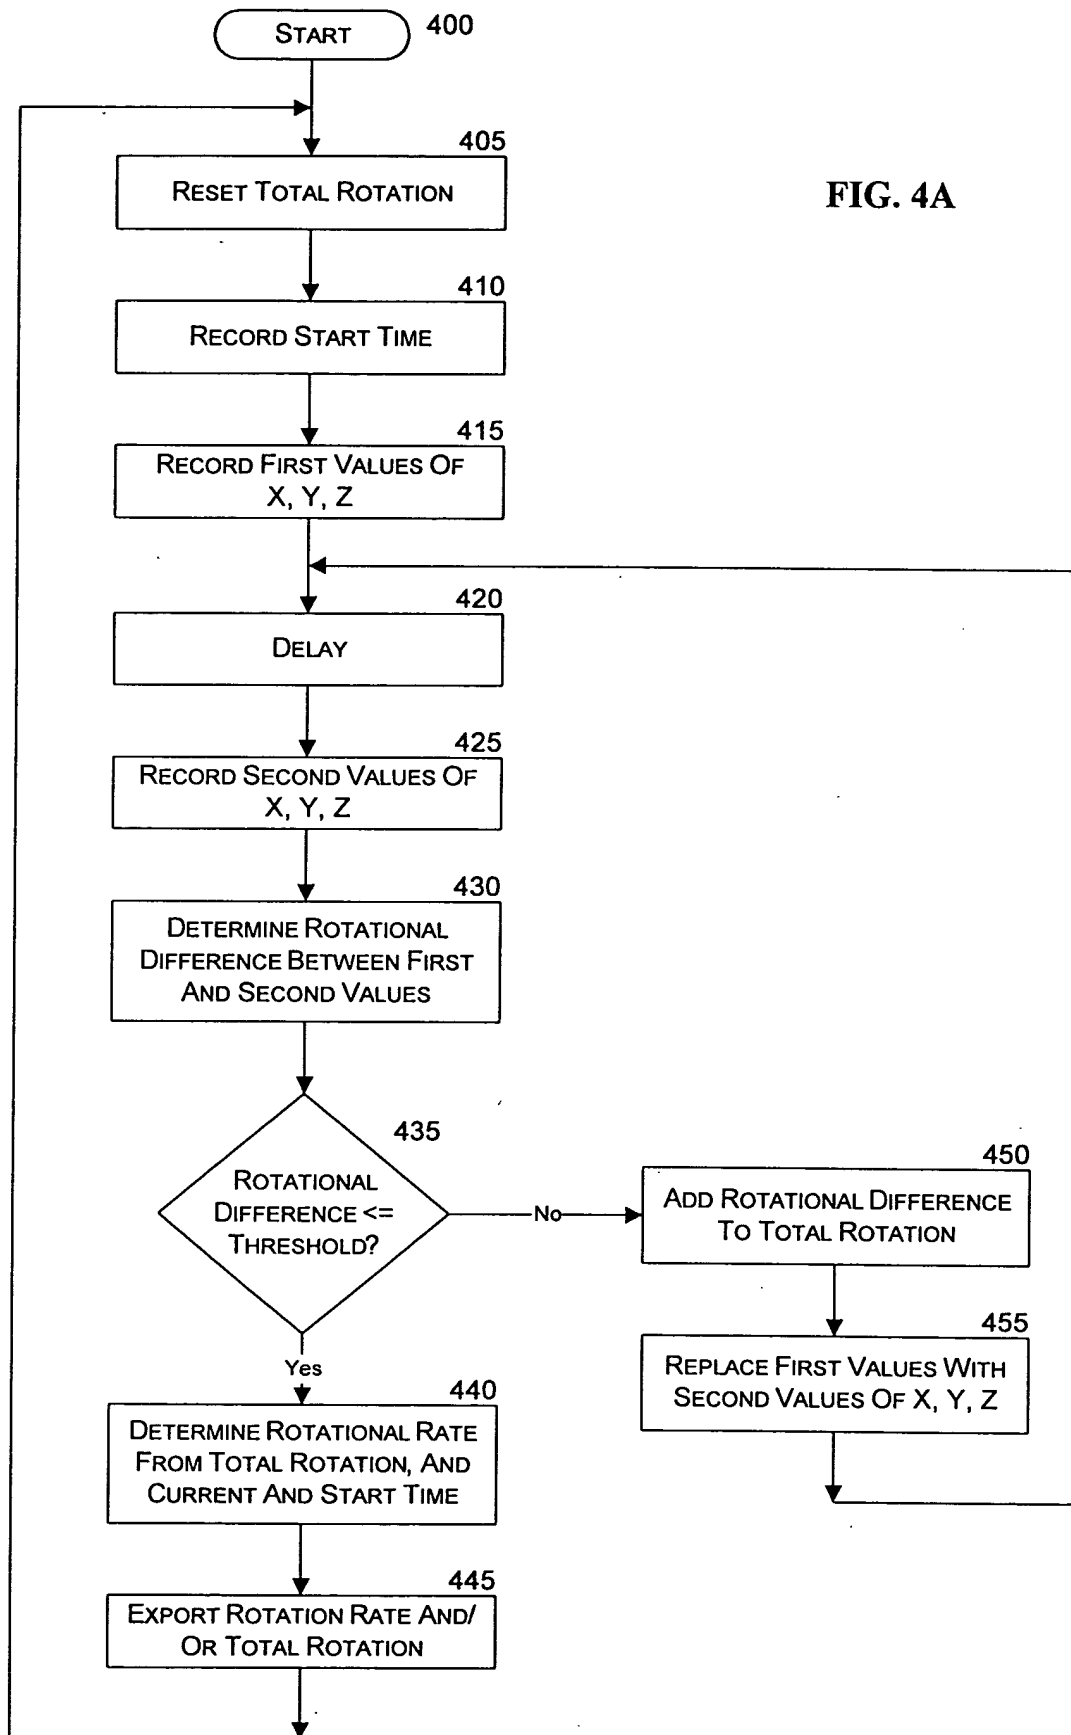 START
400
405
RESET TOTAL ROTATION
FIG. 4A
410
RECORD START TIME
415
RECORD FIRST VALUES OF
X, Y, Z
420
DELAY
425
RECORD SECOND VALUES OF
X, Y, Z
430
DETERMINE ROTATIONAL
DIFFERENCE BETWEEN FIRST
AND SECOND VALUES
435
ROTATIONAL
DIFFERENCE <=
THRESHOLD?
No
450
ADD ROTATIONAL DIFFERENCE
TO TOTAL ROTATION
455
REPLACE FIRST VALUES WITH
SECOND VALUES OF X, Y, Z
Yes
440
DETERMINE ROTATIONAL RATE
FROM TOTAL ROTATION, AND
CURRENT AND START TIME
445
EXPORT ROTATION RATE AND/
OR TOTAL ROTATION